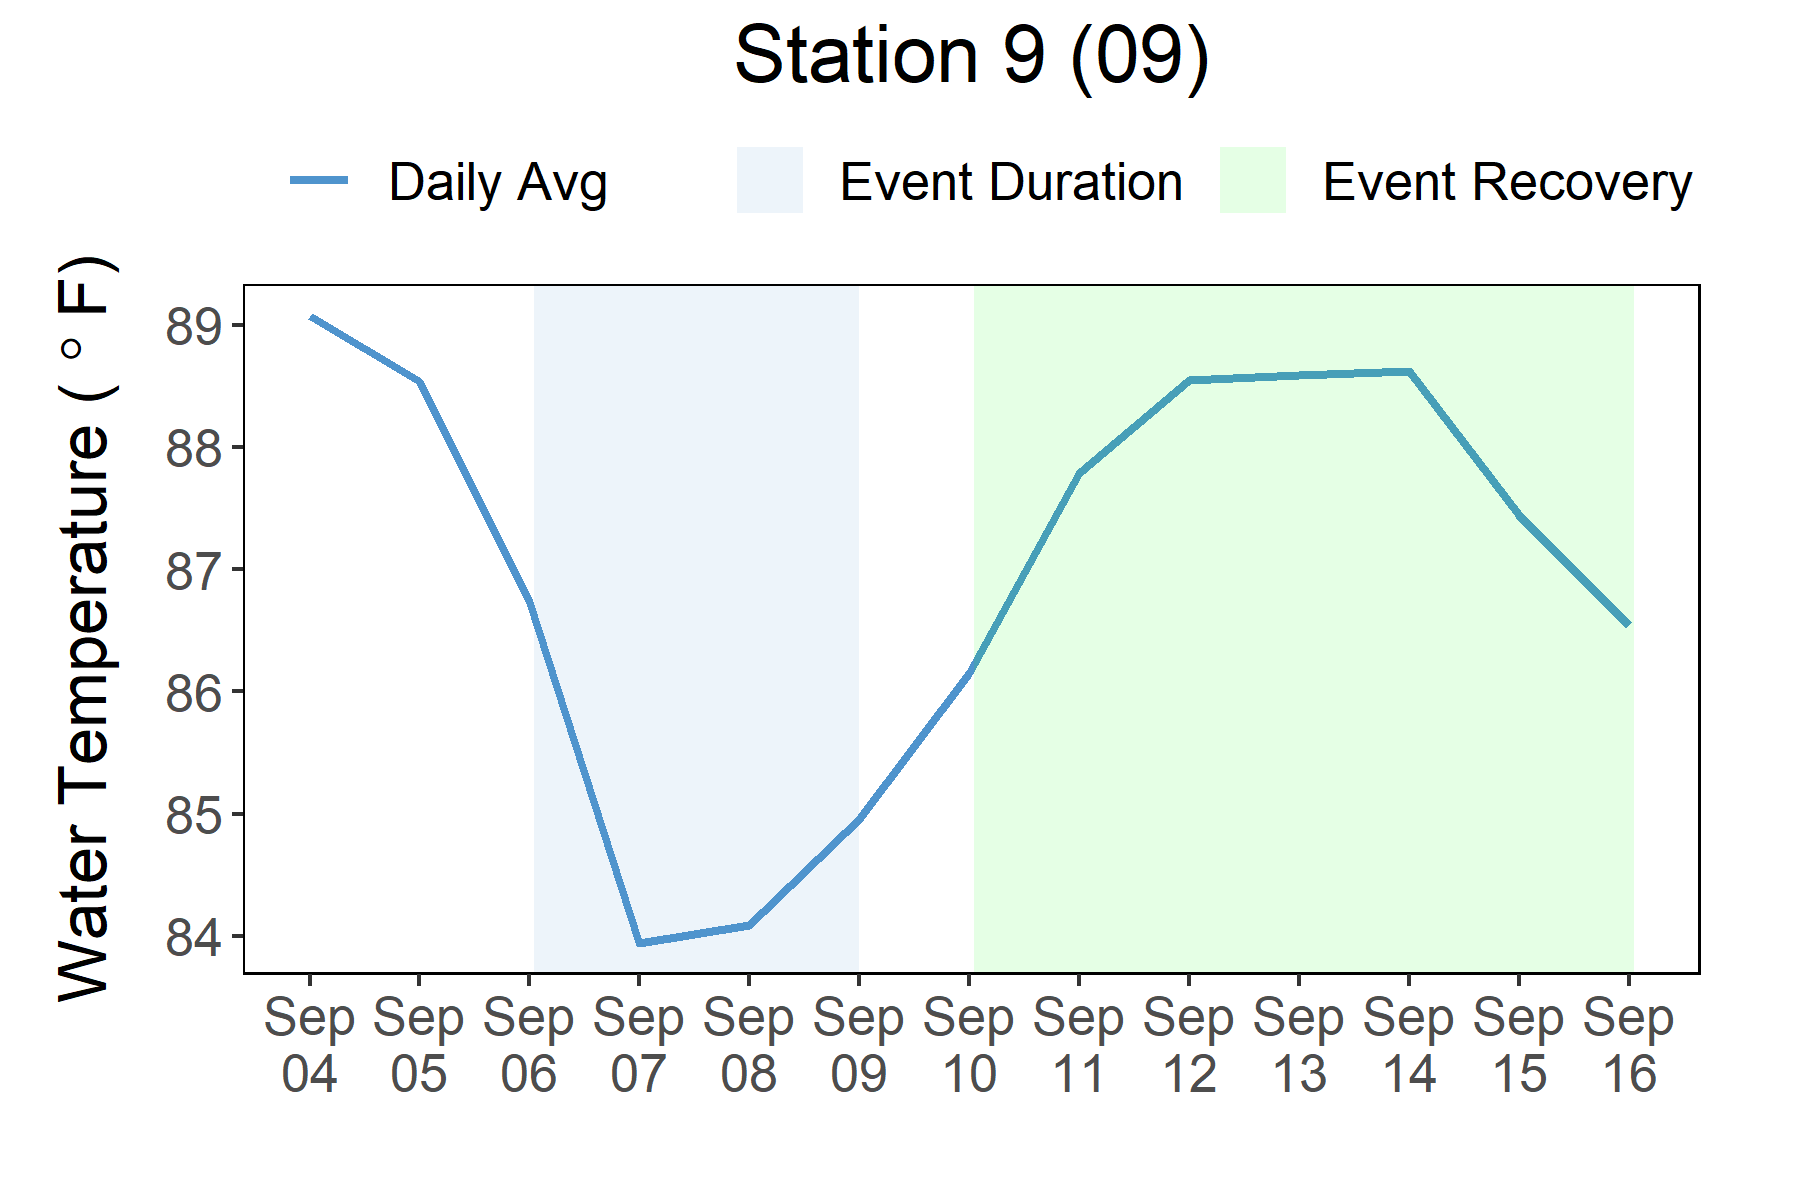 Station 9 (09)
Daily Avg Event Duration Event Recovery
Water Temperature ( ° F)
89
88
87
86
85
84
Sep Sep Sep Sep Sep Sep Sep Sep Sep Sep Sep Sep Sep
04 05 06 07 08 09 10 11 12 13 14 15 16